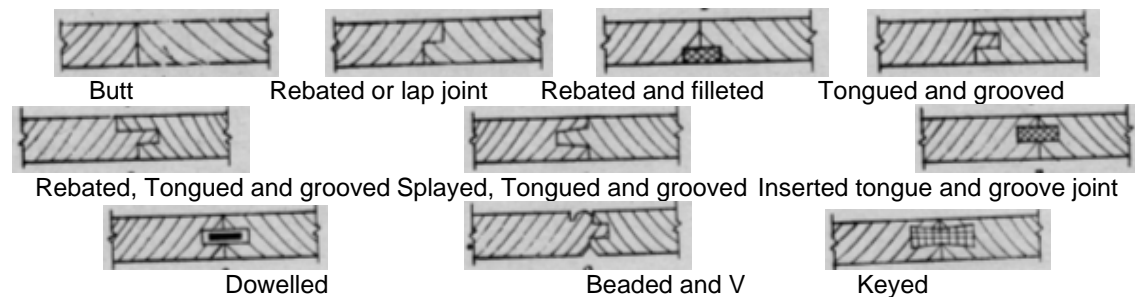 Butt Rebated or lap joint Rebated and filleted Tongued and grooved
Rebated, Tongued and grooved Splayed, Tongued and grooved Inserted tongue and groove joint
Dowelled Beaded and V Keyed